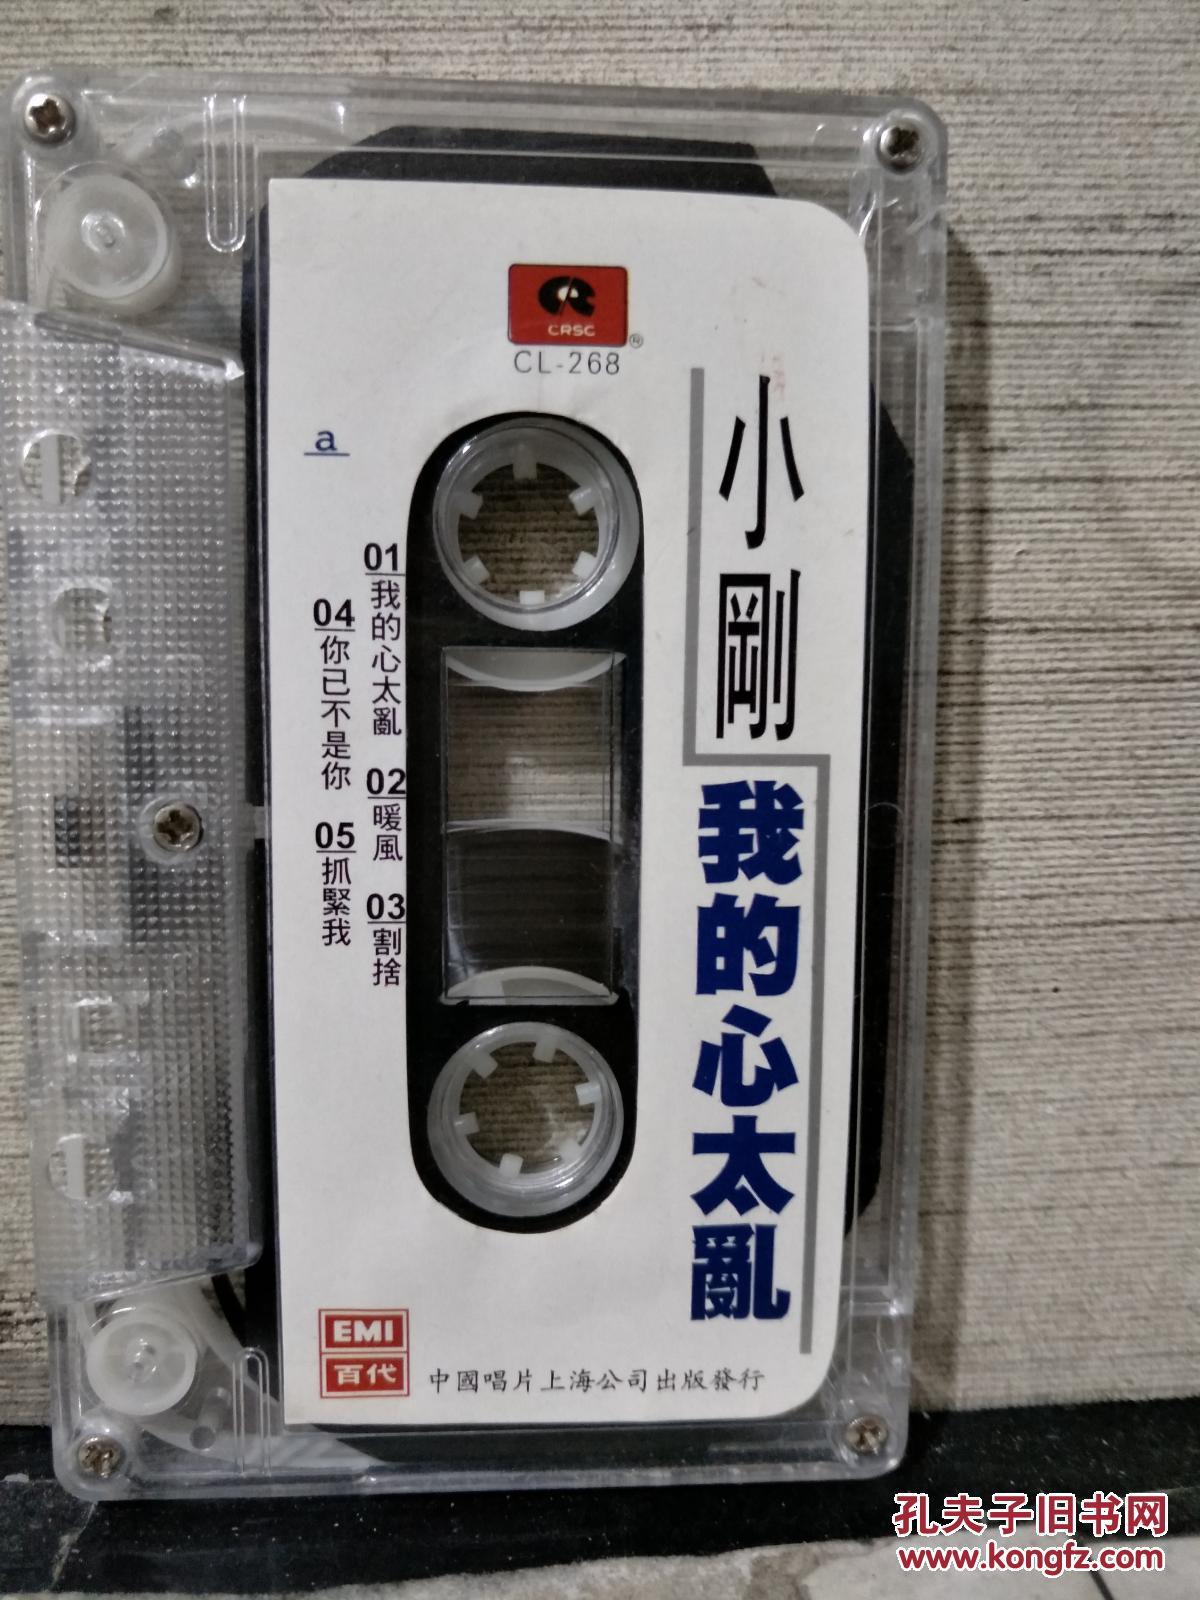 CRSC
®
CL-268
小剛
我的心太亂
a
01 我的心太亂 02 暖風 03 割捨
04 你已不是你 05 抓緊我
EMI
百代
中國唱片上海公司出版發行
孔夫子旧书网
www.kongfz.com